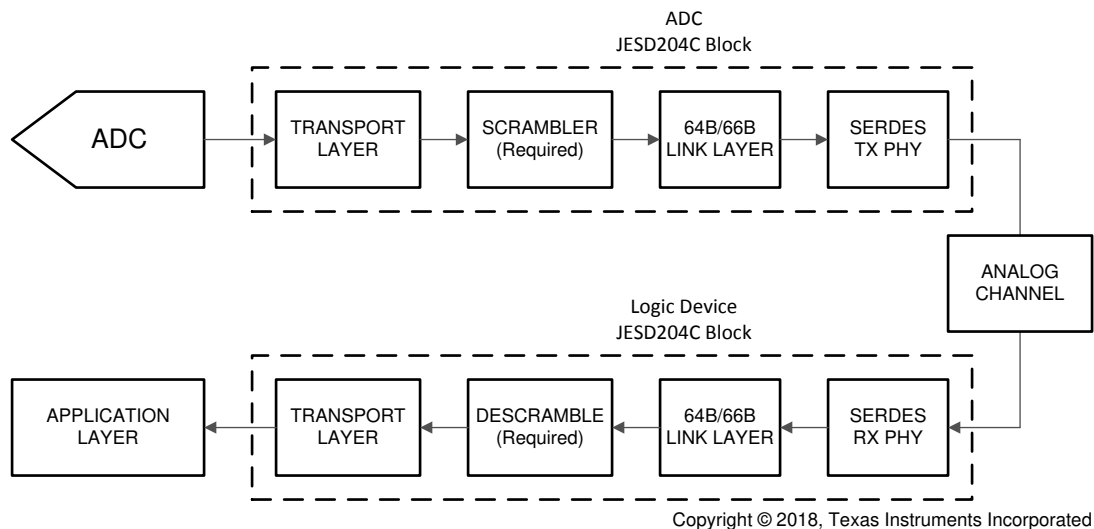 ADC
JESD204C Block
ADC
TRANSPORT
LAYER
SCRAMBLER
(Required)
64B/66B
LINK LAYER
SERDES
TX PHY
ANALOG
CHANNEL
Logic Device
JESD204C Block
APPLICATION
LAYER
TRANSPORT
LAYER
DESCRAMBLE
(Required)
64B/66B
LINK LAYER
SERDES
RX PHY
Copyright © 2018, Texas Instruments Incorporated